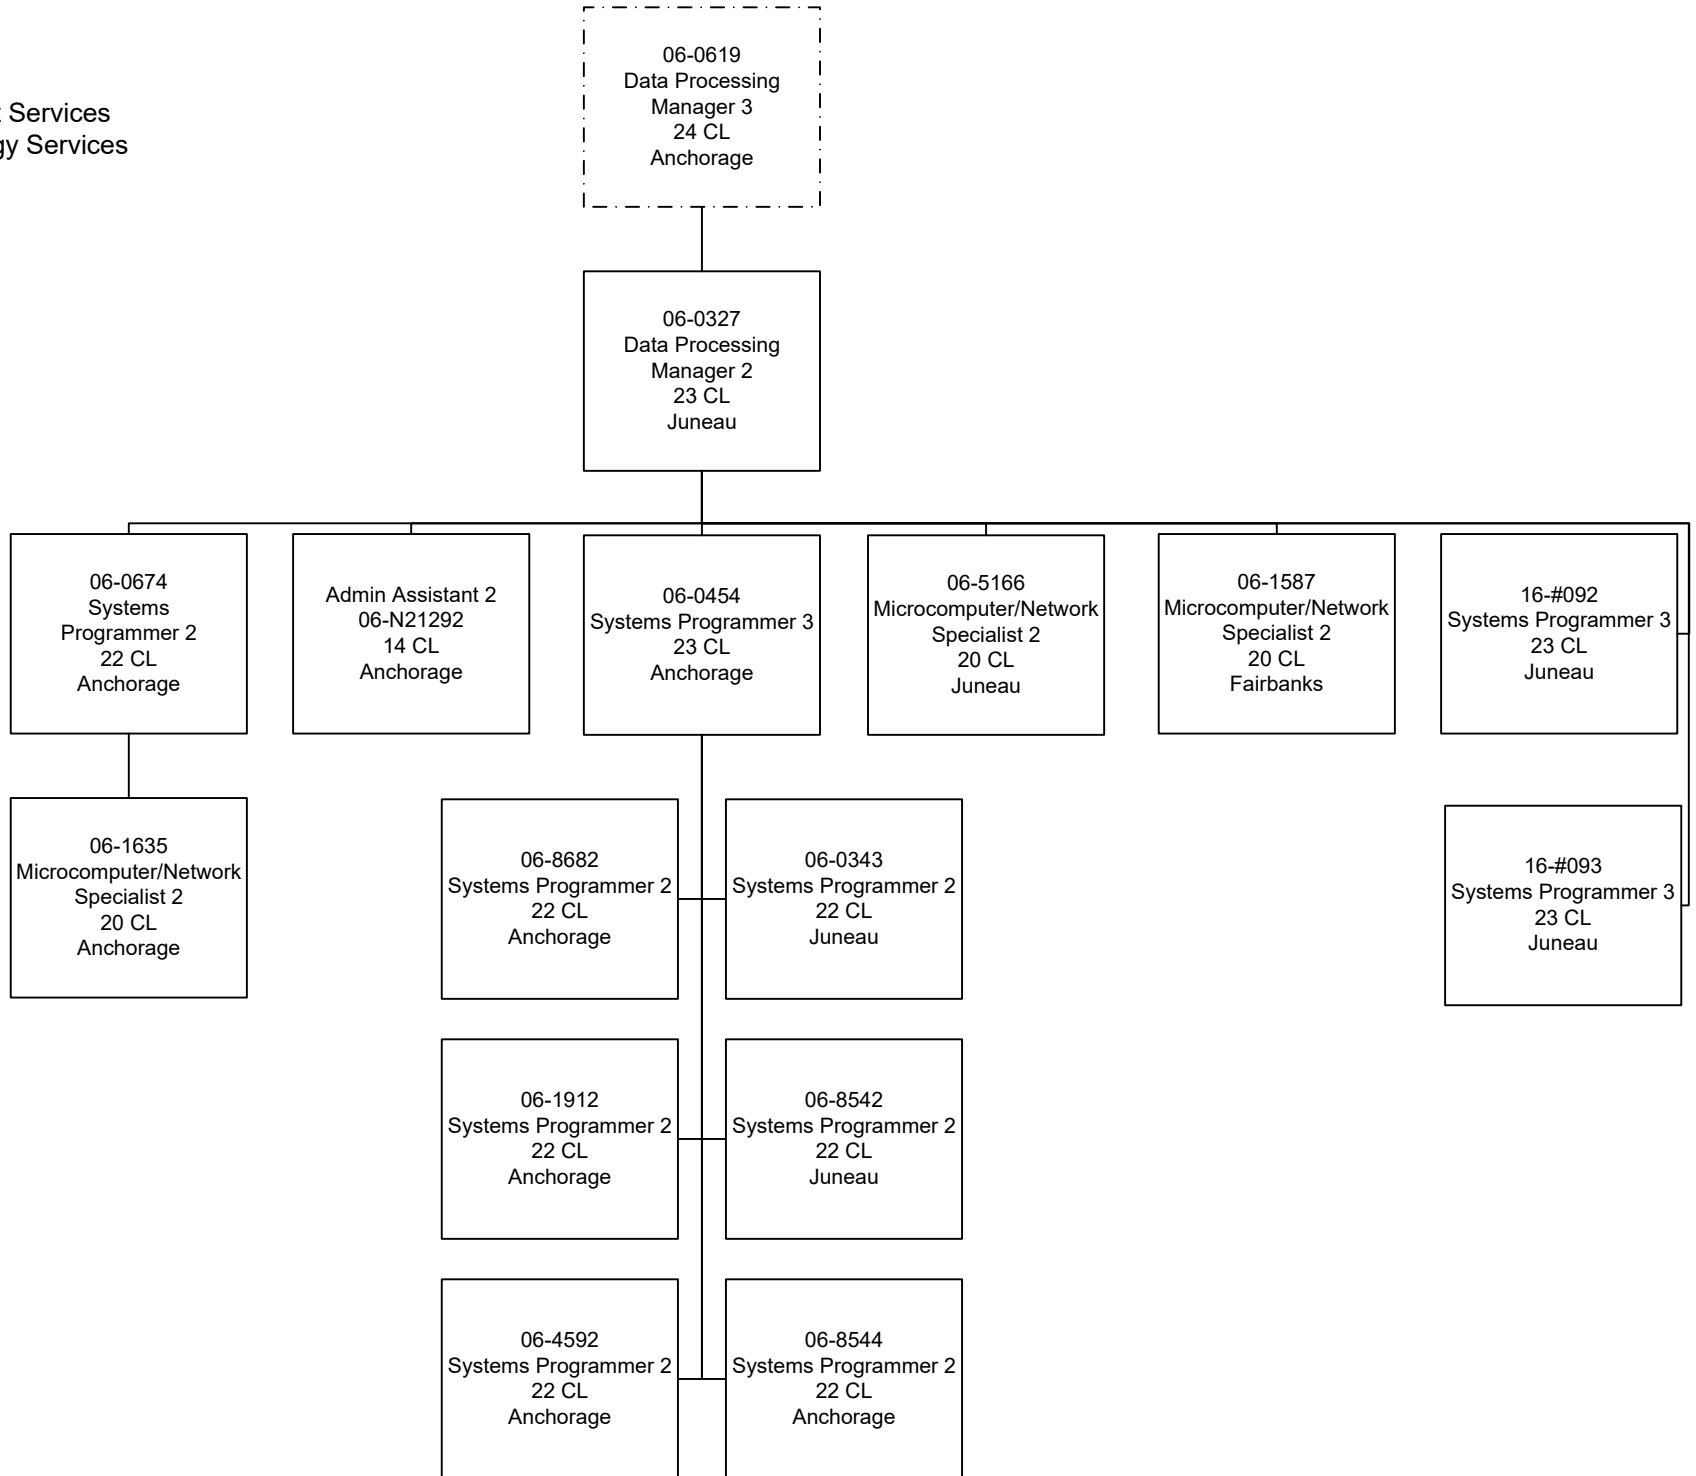 06-0619
Data Processing
Manager 3
24 CL
Anchorage
Services
Services
06-0327
Data Processing
Manager 2
23 CL
Juneau
06-0674
Systems
Programmer 2
22 CL
Anchorage
Admin Assistant 2
06-N21292
14 CL
Anchorage
06-0454
Systems Programmer 3
23 CL
Anchorage
06-5166
Microcomputer/Network
Specialist 2
20 CL
Juneau
06-1587
Microcomputer/Network
Specialist 2
20 CL
Fairbanks
16-#092
Systems Programmer 3
23 CL
Juneau
06-1635
Microcomputer/Network
Specialist 2
20 CL
Anchorage
06-8682
Systems Programmer 2
22 CL
Anchorage
06-0343
Systems Programmer 2
22 CL
Juneau
16-#093
Systems Programmer 3
23 CL
Juneau
06-1912
Systems Programmer 2
22 CL
Anchorage
06-8542
Systems Programmer 2
22 CL
Juneau
06-4592
Systems Programmer 2
22 CL
Anchorage
06-8544
Systems Programmer 2
22 CL
Anchorage